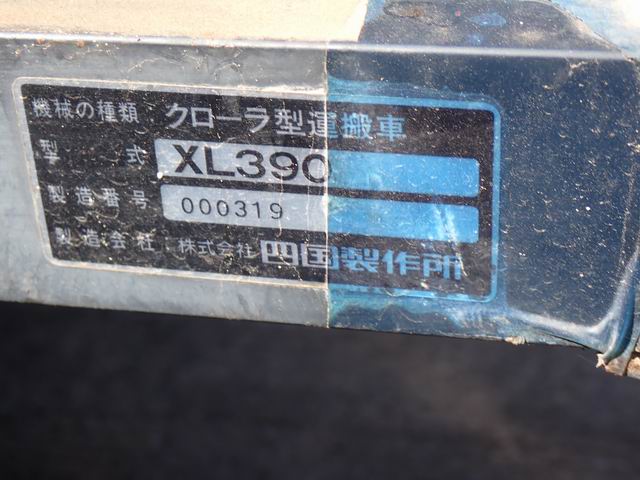 機械の種類 クローラ型運搬車
型式 XL390
製造番号 000319
製造会社 株式会社 四国製作所